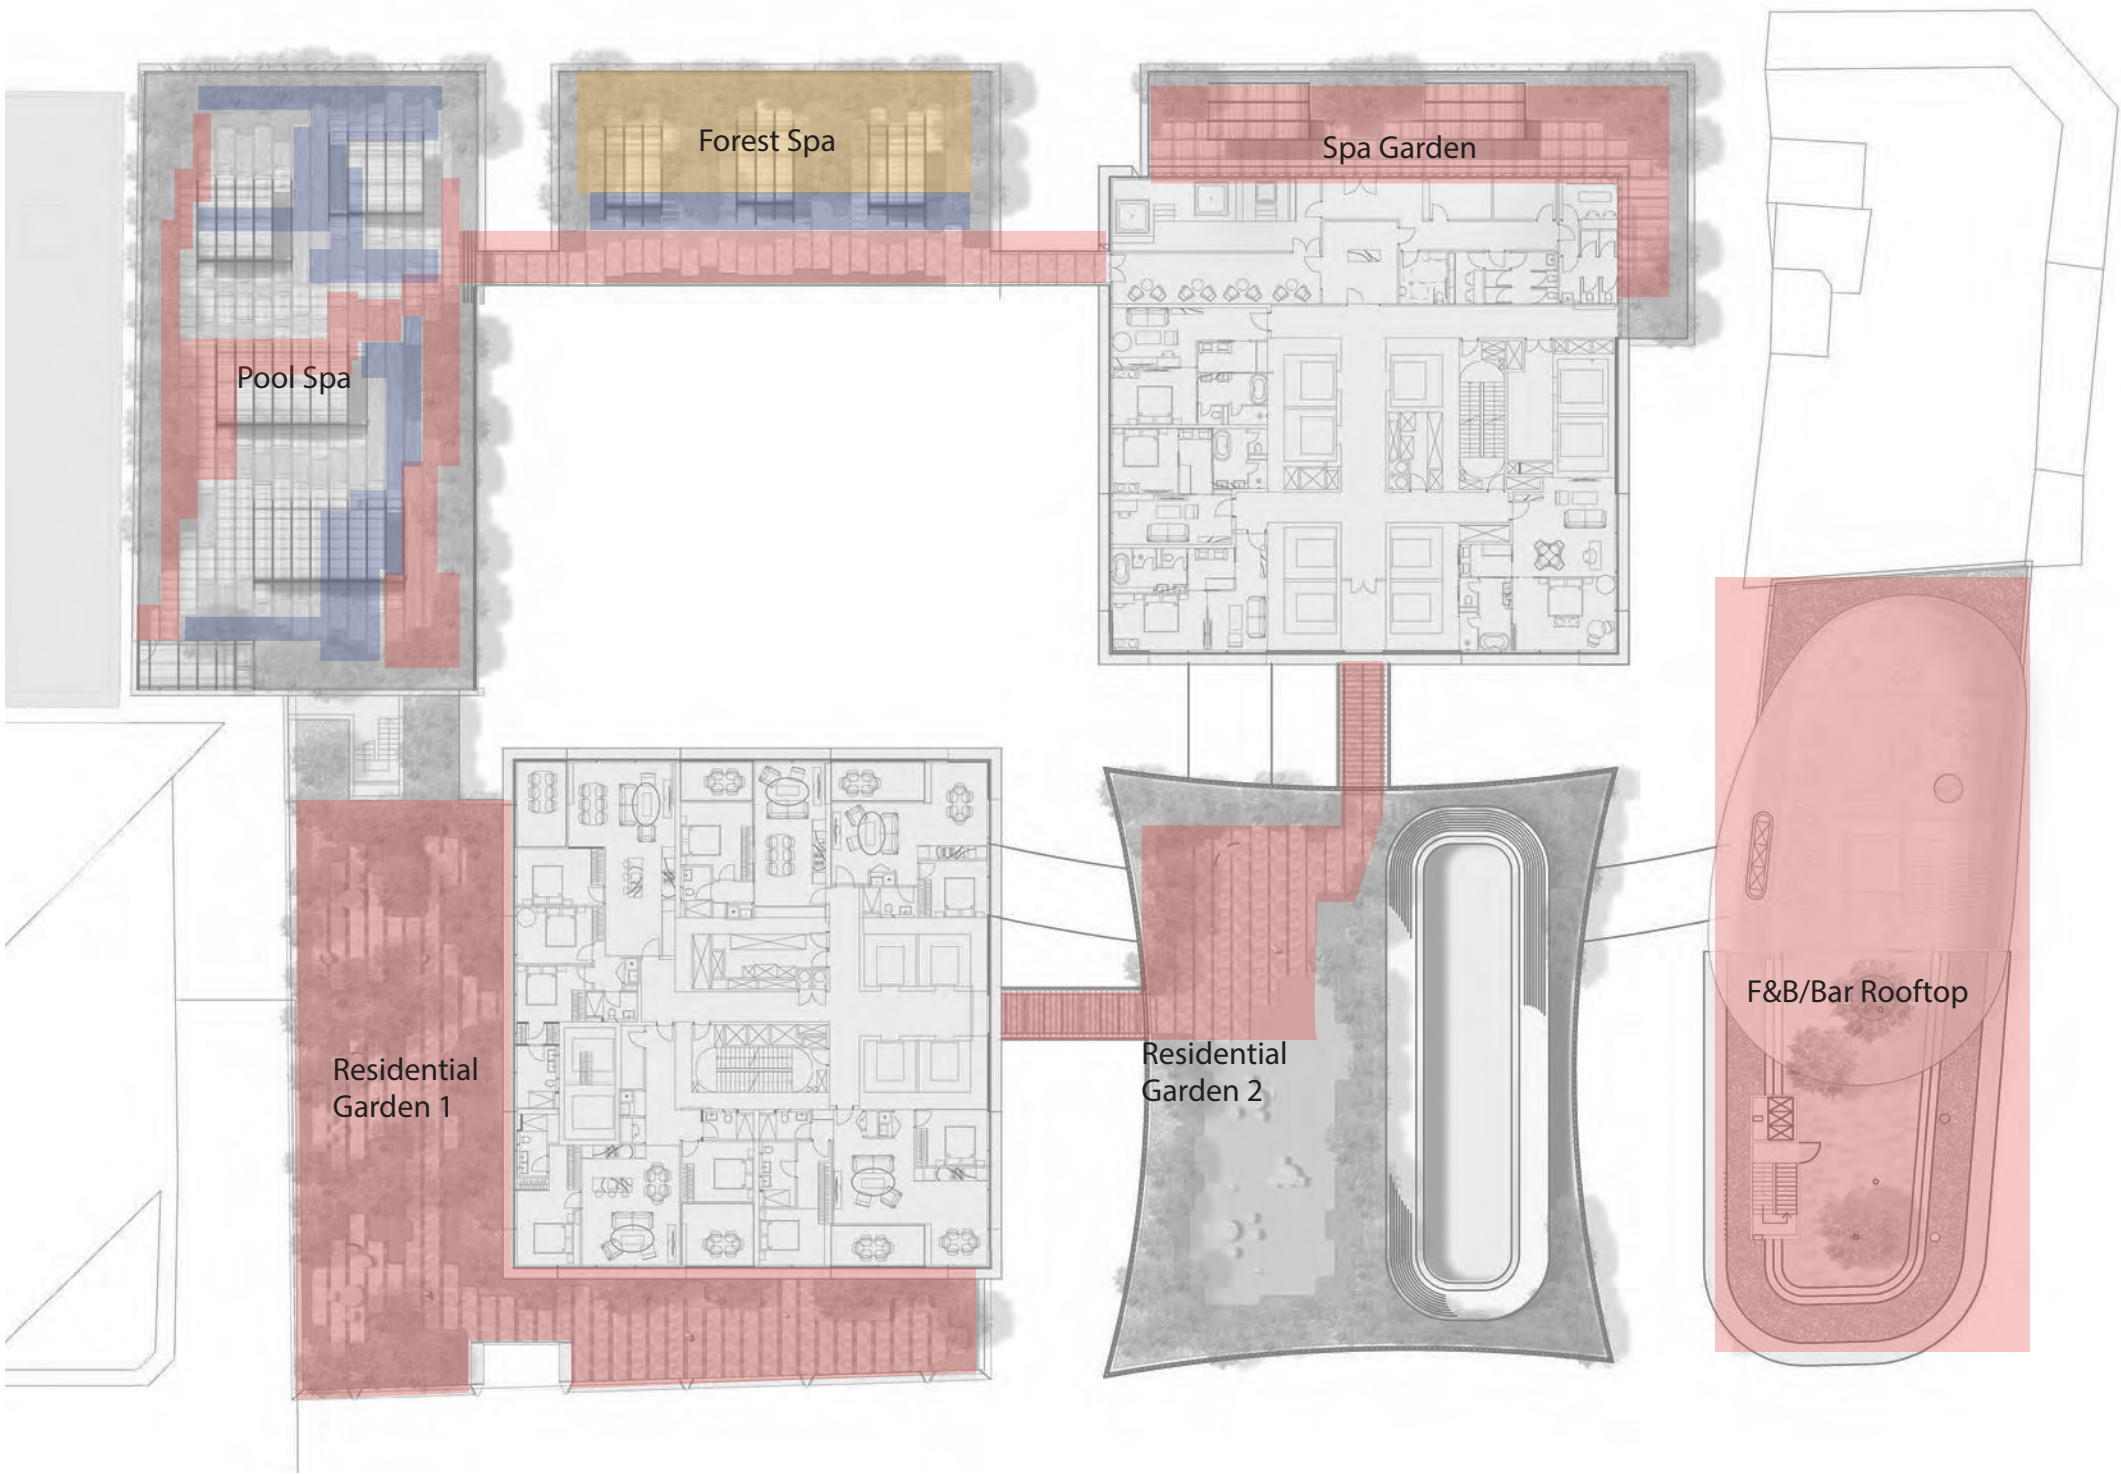 Forest Spa
Spa Garden
Pool Spa
F&B/Bar Rooftop
Residential
Garden 1
Residential
Garden 2